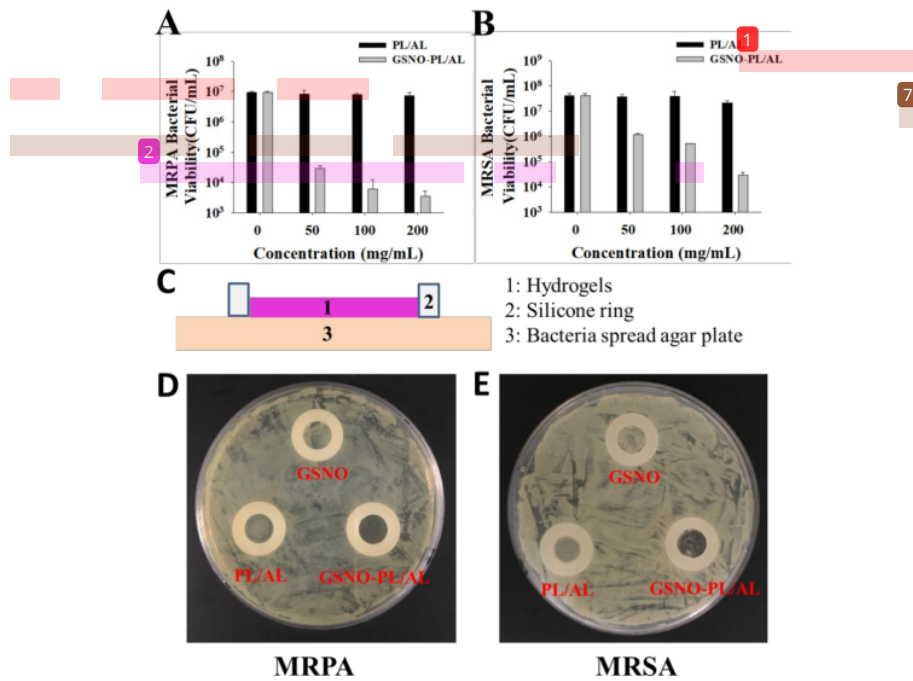 A
B
1
PL/AL
GSNO-PL/AL
PL/AL
GSNO-PL/AL
MRPA Bacterial
Viability(CFU/mL)
10⁸
10⁷
10⁶
10⁵
10⁴
10³
0 50 100 200
Concentration (mg/mL)
MRSA Bacterial
Viability(CFU/mL)
10⁹
10⁸
10⁷
10⁶
10⁵
10⁴
10³
0 50 100 200
Concentration (mg/mL)
7
2
C
1
2
3
1: Hydrogels
2: Silicone ring
3: Bacteria spread agar plate
D
GSNO
PL/AL
GSNO-PL/AL
MRPA
E
GSNO
PL/AL
GSNO-PL/AL
MRSA